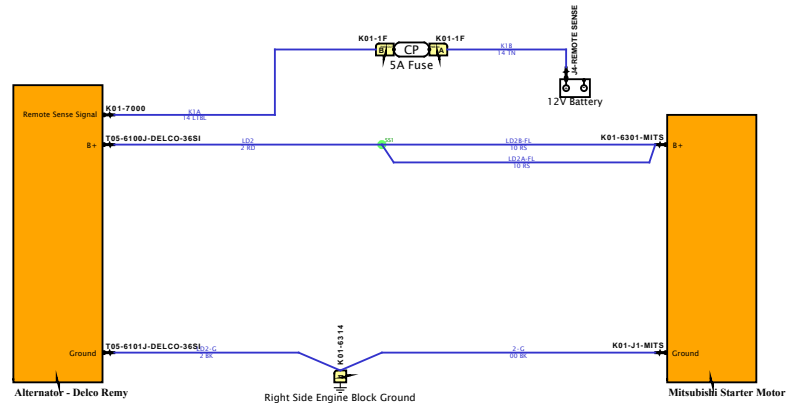 K01-1F
K01-1F
B
CP
A
5A Fuse
K1B
14 TN
J4-REMOTE SENSE
12V Battery
Remote Sense Signal
K01-7000
K1A
14 LTBL
B+
T05-6100J-DELCO-36SI
LD2
2 RD
SS1
LD2B-FL
10 RS
LD2A-FL
10 RS
K01-6301-MITS
B+
Ground
T05-6101J-DELCO-36SI
LD2-G
2 BK
K01-6314
2-G
00 BK
K01-J1-MITS
Ground
Alternator - Delco Remy
Right Side Engine Block Ground
Mitsubishi Starter Motor